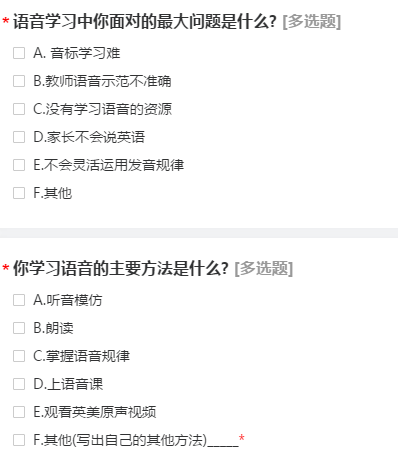 * 语音学习中你面对的最大问题是什么? [多选题]
A. 音标学习难
B.教师语音示范不准确
C.没有学习语音的资源
D.家长不会说英语
E.不会灵活运用发音规律
F.其他
* 你学习语音的主要方法是什么? [多选题]
A.听音模仿
B.朗读
C.掌握语音规律
D.上语音课
E.观看英美原声视频
F.其他(写出自己的其他方法)_____*